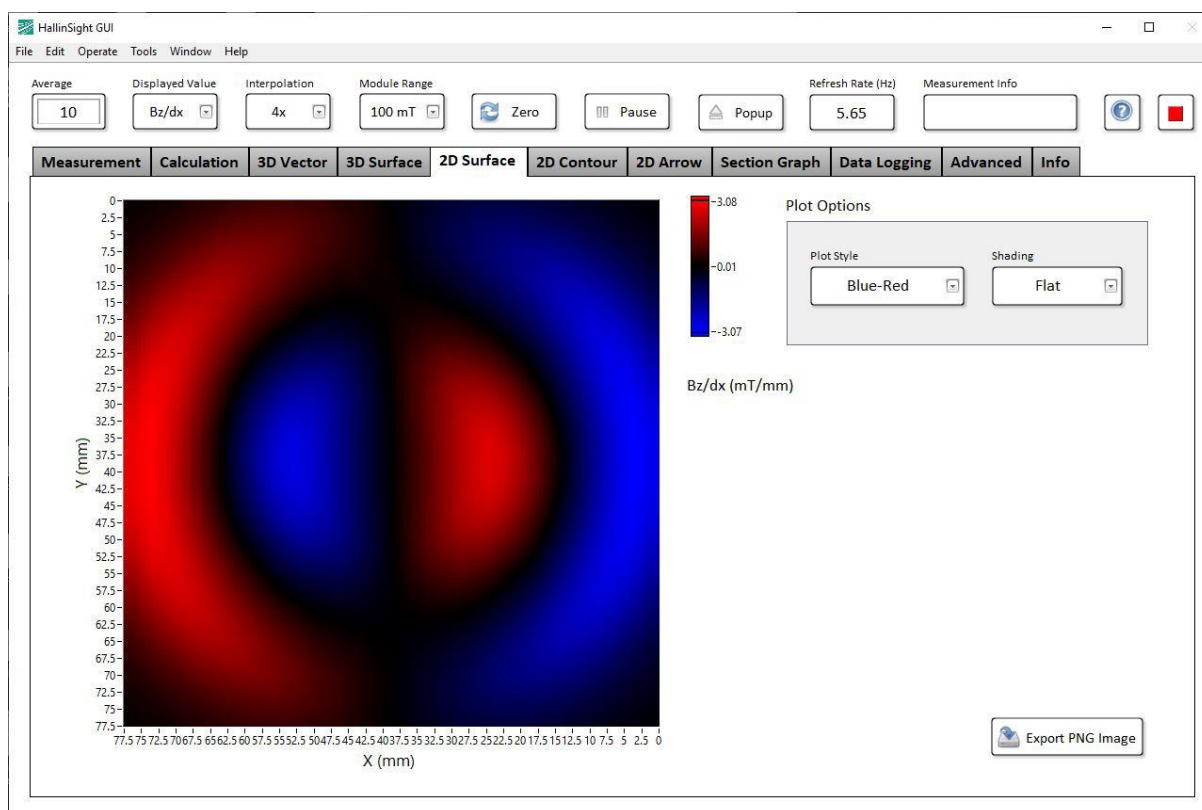 HallinSight GUI
File Edit Operate Tools Window Help
Average Displayed Value Interpolation Module Range Refresh Rate (Hz) Measurement Info
10 Bz/dx 4x 100 mT Zero Pause Popup 5.65
Measurement Calculation 3D Vector 3D Surface 2D Surface 2D Contour 2D Arrow Section Graph Data Logging Advanced Info
Plot Options
Plot Style Shading
Blue-Red Flat
-3.08
-0.01
-3.07
Bz/dx (mT/mm)
Y (mm)
0
2.5
5
7.5
10
12.5
15
17.5
20
22.5
25
27.5
30
32.5
35
37.5
40
42.5
45
47.5
50
52.5
55
57.5
60
62.5
65
67.5
70
72.5
75
77.5
77.5 75 72.5 70 67.5 65 62.5 60 57.5 55 52.5 50 47.5 45 42.5 40 37.5 35 32.5 30 27.5 25 22.5 20 17.5 15 12.5 10 7.5 5 2.5 0
X (mm)
Export PNG Image